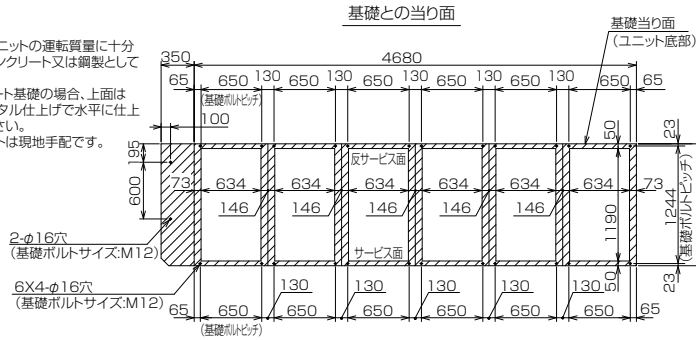 基礎との当り面
ニットの運転質量に十分
ンクリート又は鋼製として
ート基礎の場合、上面は
タル仕上げで水平に仕上
さい。
トは現地手配です。
基礎当り面
(ユニット底部)
350
4680
65 650 130 650 130 650 130 650 130 650 130 650 65
(基礎ボルトピッチ)
100
50
23
195
反サービス面
73 634 634 634 634 634 634 73
146 146 146 146 146
600
1190
1244
(基礎ボルトピッチ)
2-φ16穴
(基礎ボルトサイズ:M12)
サービス面
6X4-φ16穴
(基礎ボルトサイズ:M12)
50
23
130 130 130 130 130
65 650 650 650 650 650 650 65
(基礎ボルトピッチ)